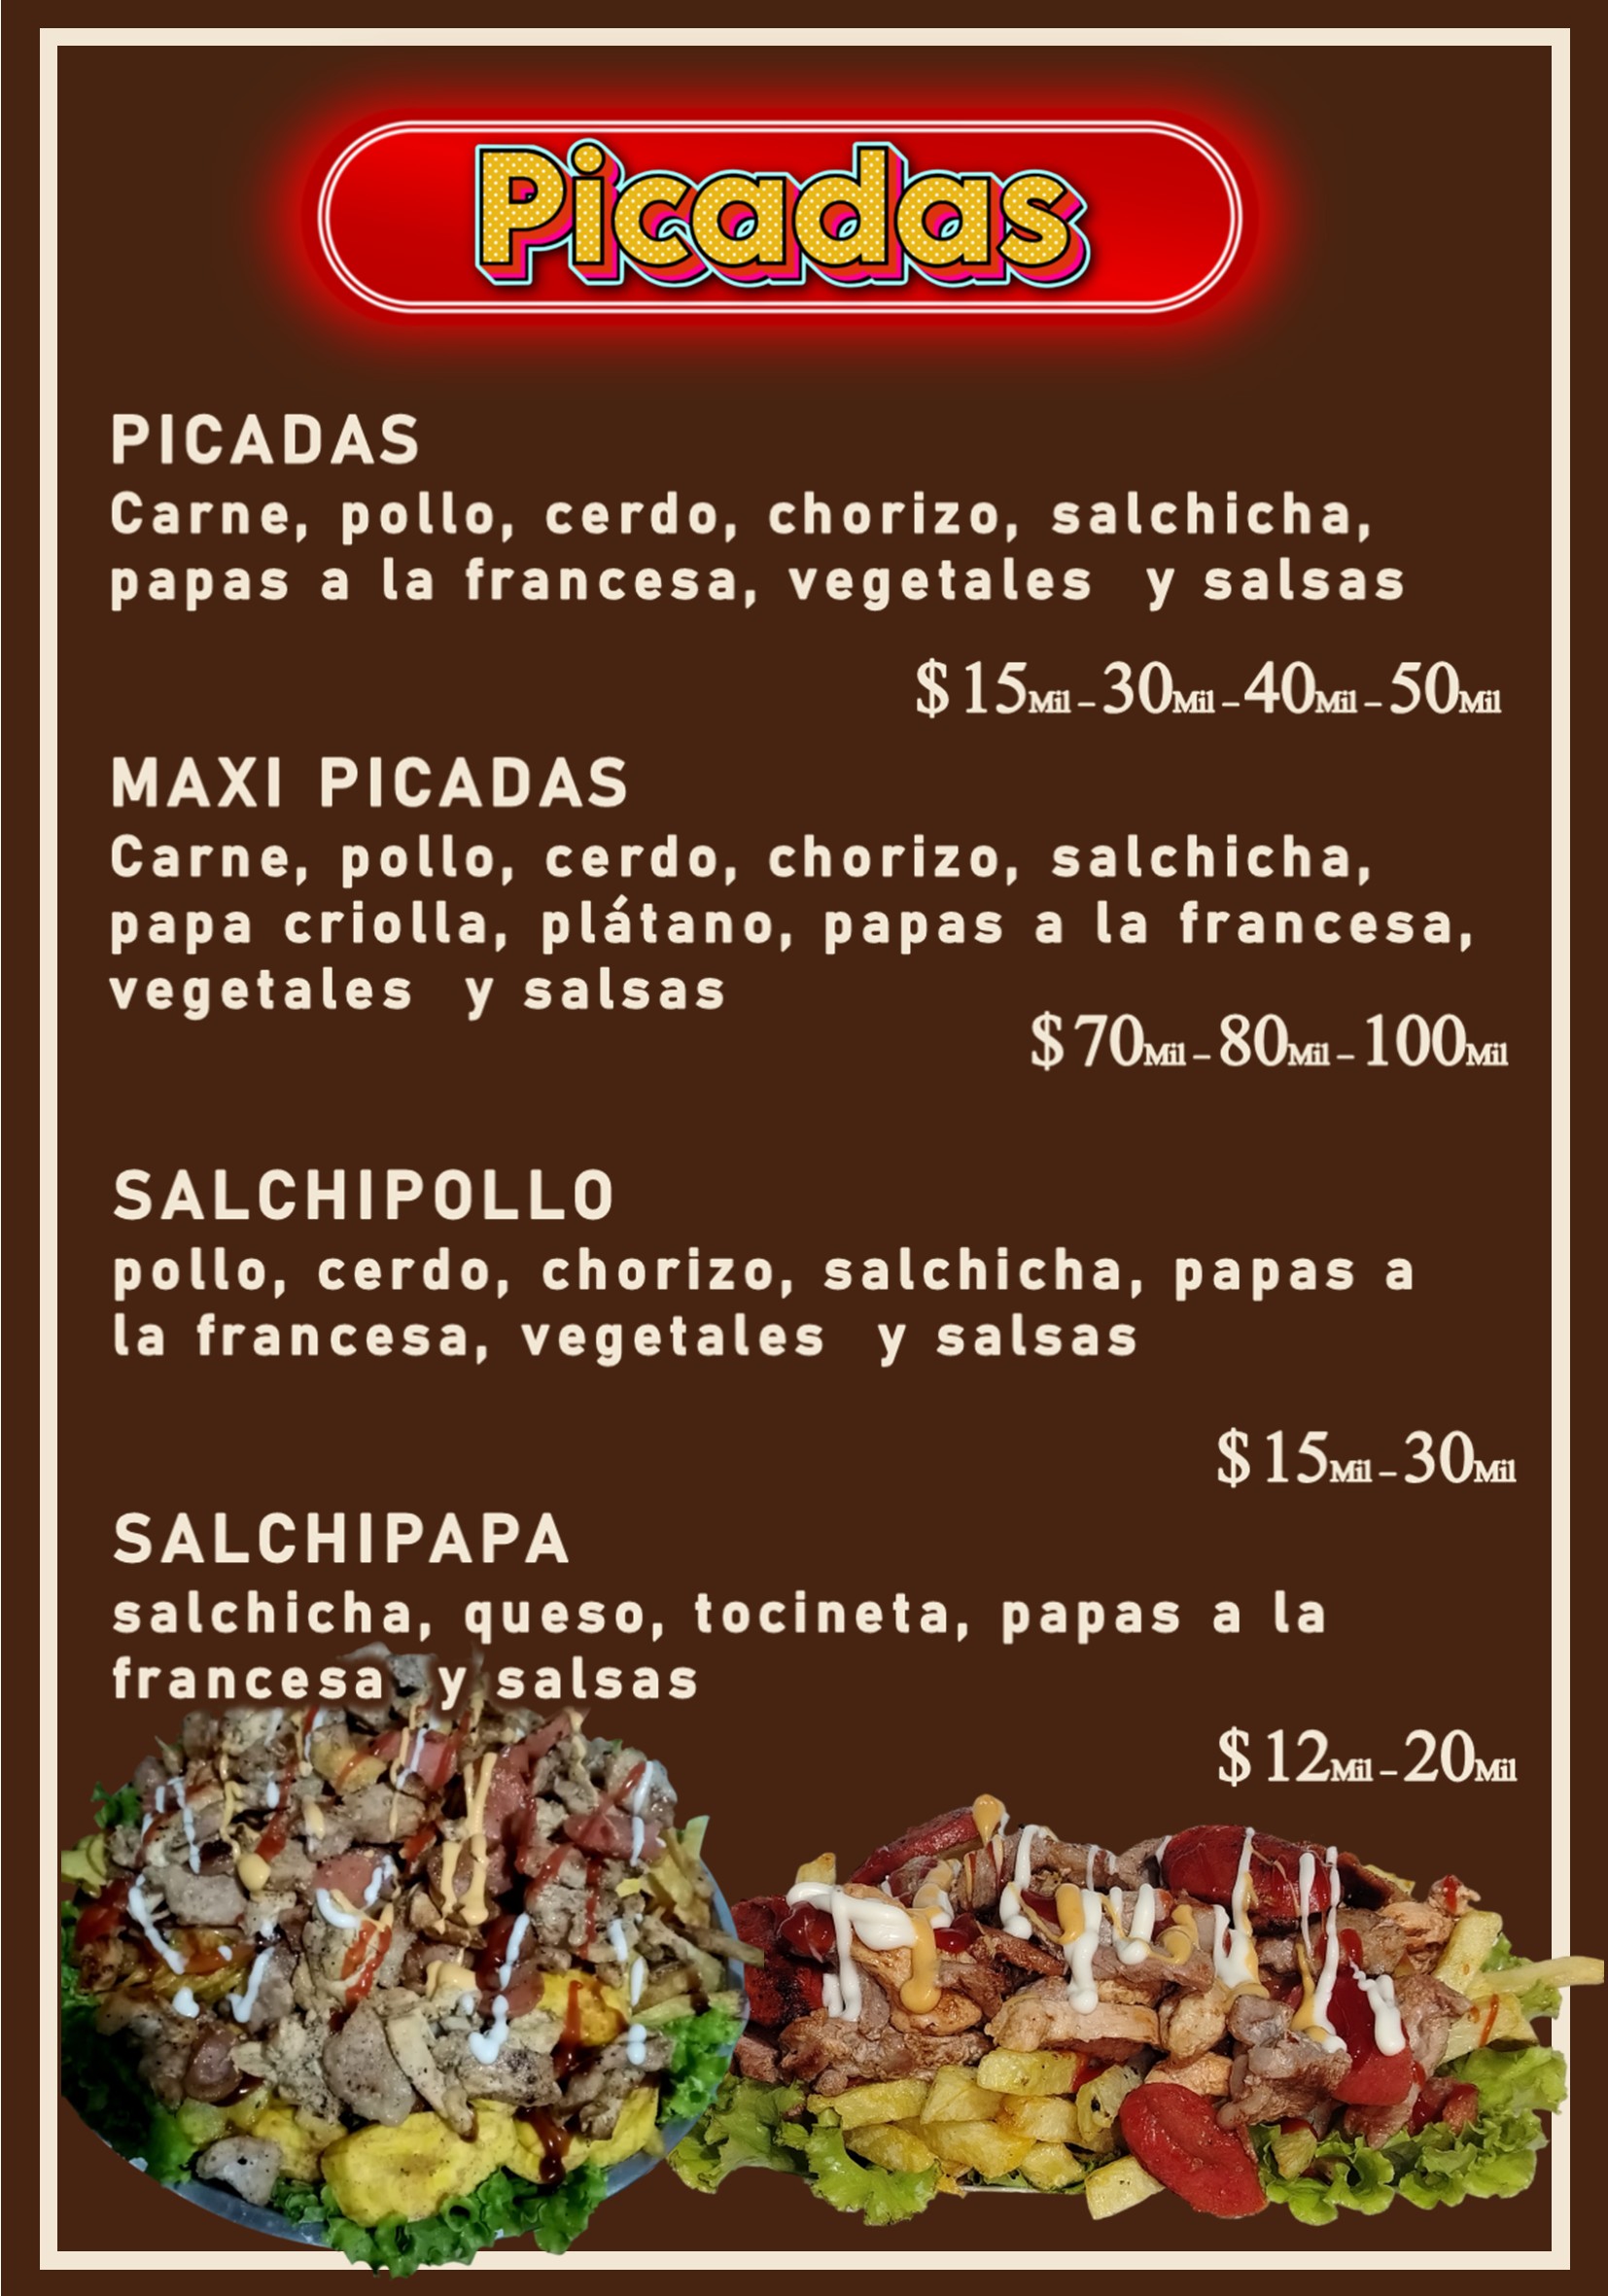 Picadas
PICADAS
Carne, pollo, cerdo, chorizo, salchicha,
papas a la francesa, vegetales y salsas
$ 15Mil - 30Mil - 40Mil - 50Mil
MAXI PICADAS
Carne, pollo, cerdo, chorizo, salchicha,
papa criolla, plátano, papas a la francesa,
vegetales y salsas
$ 70Mil - 80Mil - 100Mil
SALCHIPOLLO
pollo, cerdo, chorizo, salchicha, papas a
la francesa, vegetales y salsas
$ 15Mil - 30Mil
SALCHIPAPA
salchicha, queso, tocineta, papas a la
francesa y salsas
$ 12Mil - 20Mil